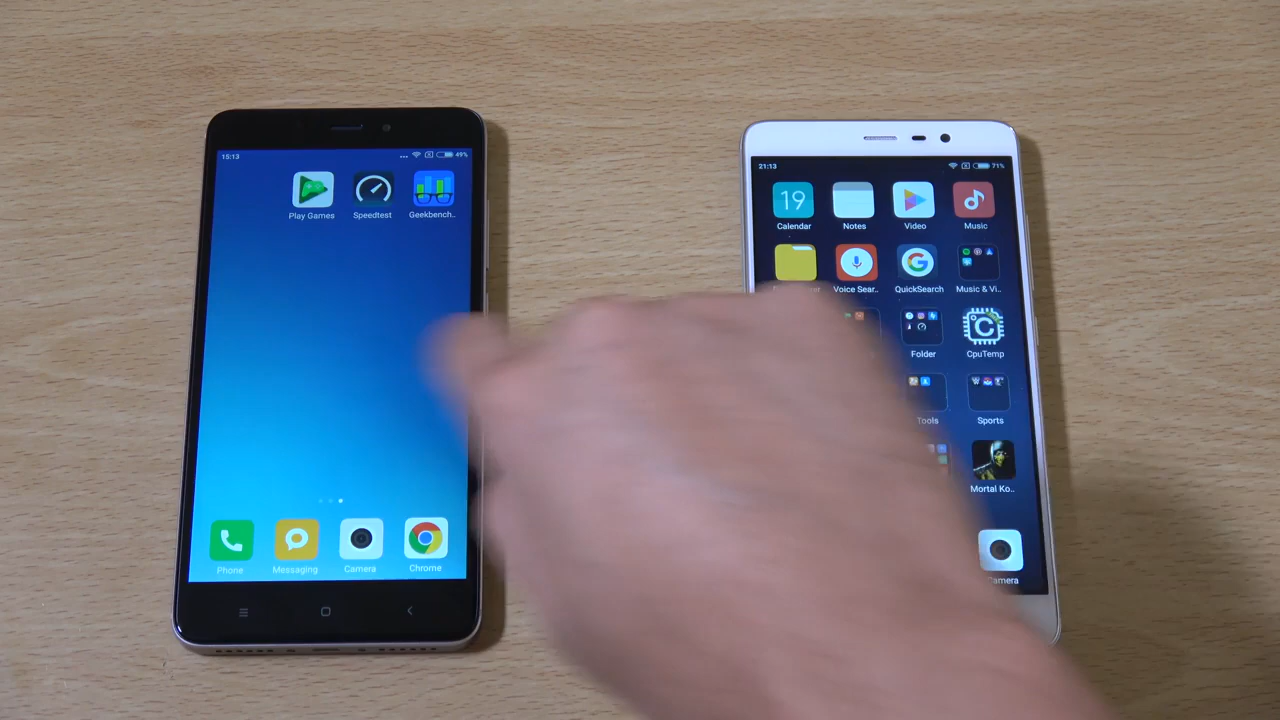 15:13
49%
Play Games
Speedtest
Geekbench..
Phone
Messaging
Camera
Chrome
21:13
71%
19
Calendar
Notes
Video
Music
Voice Sear..
QuickSearch
Music & Vi..
Folder
CpuTemp
Tools
Sports
Mortal Ko..
Camera